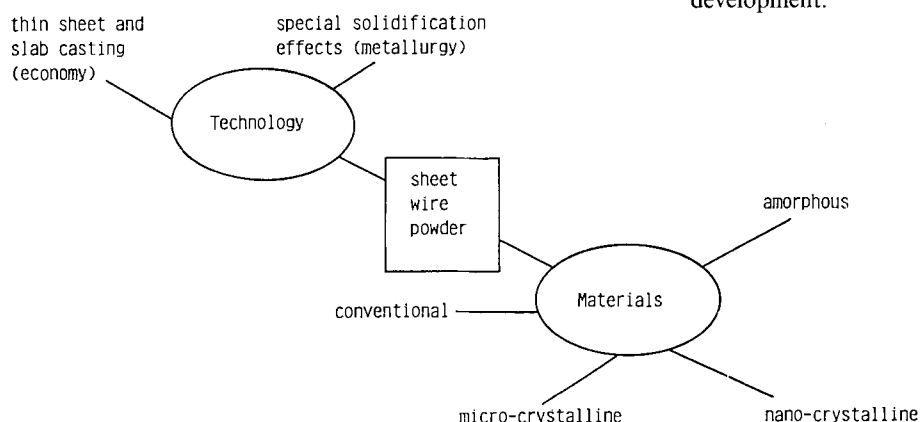 development.
thin sheet and
slab casting
(economy)
special solidification
effects (metallurgy)
Technology
sheet
wire
powder
amorphous
Materials
conventional
micro-crystalline
nano-crystalline